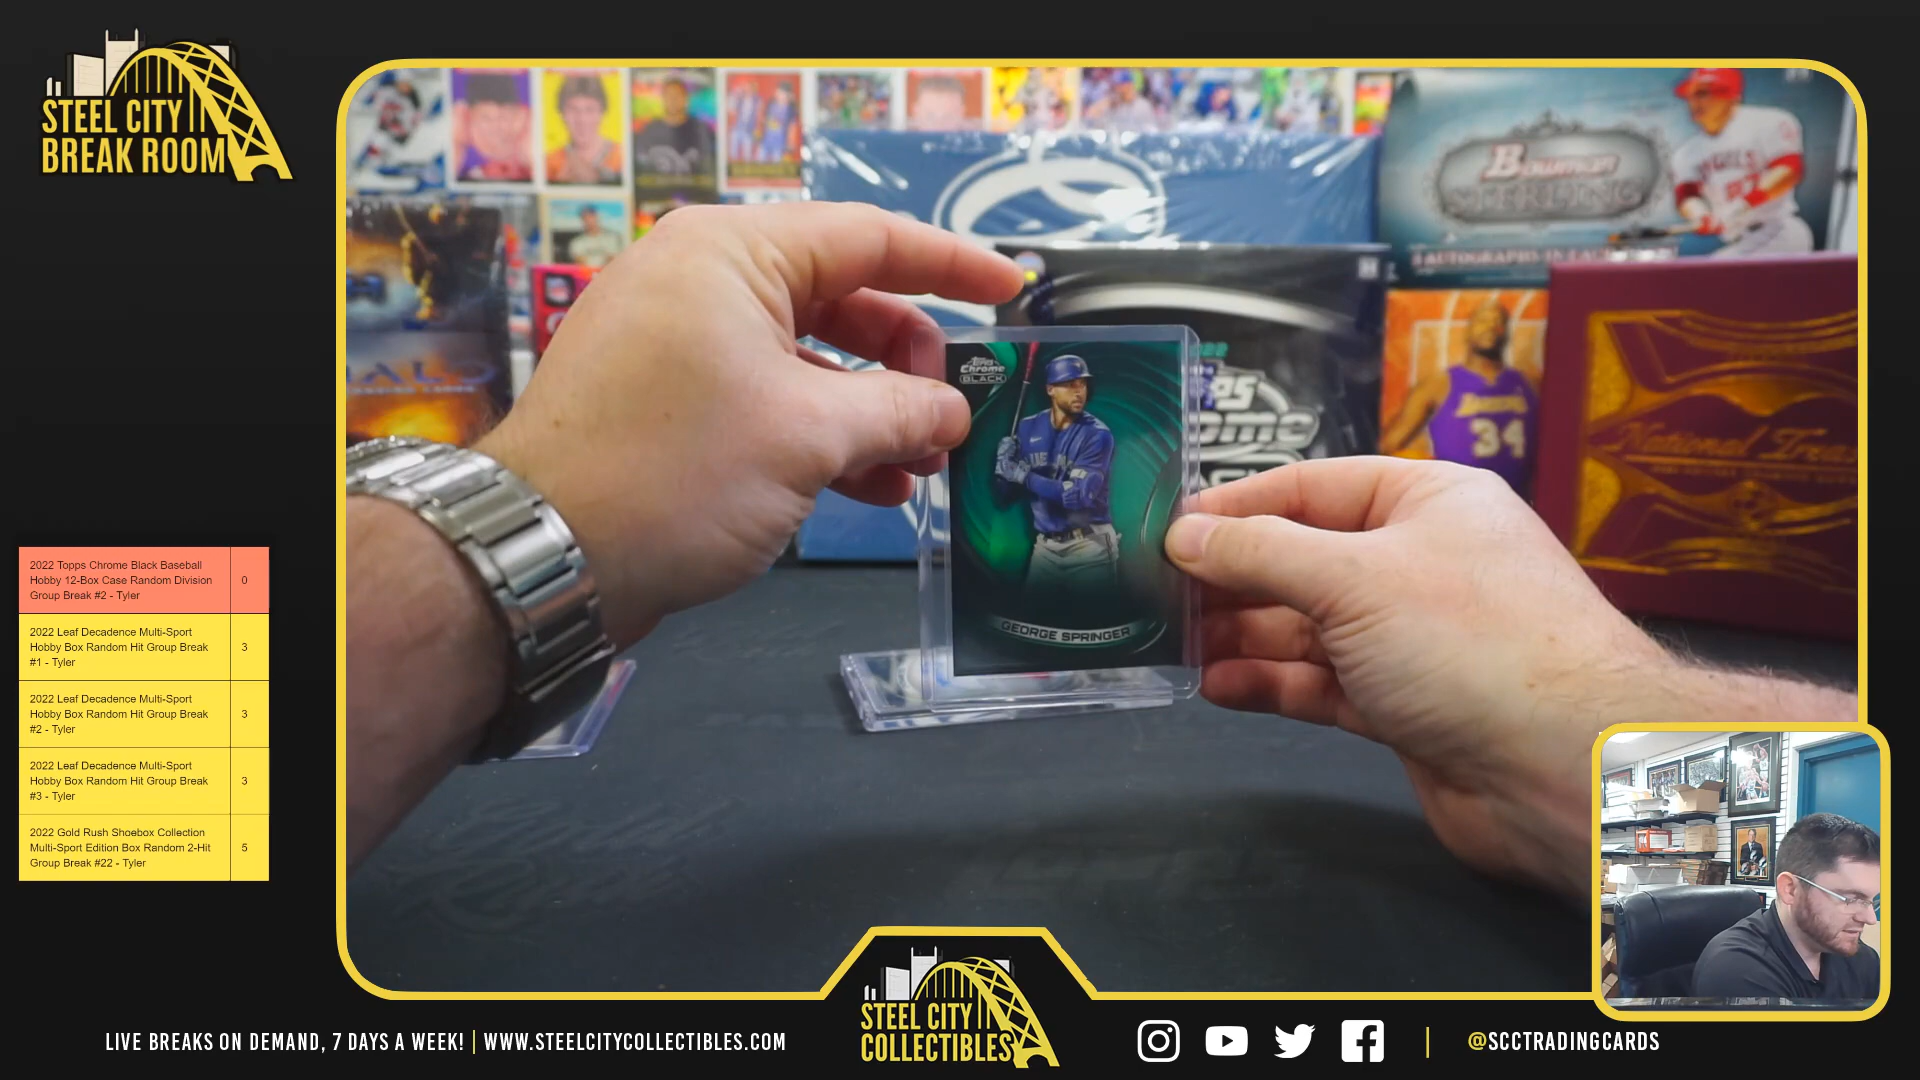 STEEL CITY
BREAK ROOM
Bowman
STERLING
Topps
Chrome
BLACK
34
National
GEORGE SPRINGER
2022 Topps Chrome Black Baseball
Hobby 12-Box Case Random Division
Group Break #2 - Tyler
0
2022 Leaf Decadence Multi-Sport
Hobby Box Random Hit Group Break
#1 - Tyler
3
2022 Leaf Decadence Multi-Sport
Hobby Box Random Hit Group Break
#2 - Tyler
3
2022 Leaf Decadence Multi-Sport
Hobby Box Random Hit Group Break
#3 - Tyler
3
2022 Gold Rush Shoebox Collection
Multi-Sport Edition Box Random 2-Hit
Group Break #22 - Tyler
5
STEEL CITY
COLLECTIBLES
LIVE BREAKS ON DEMAND, 7 DAYS A WEEK! | WWW.STEELCITYCOLLECTIBLES.COM
@SCCTRADINGCARDS